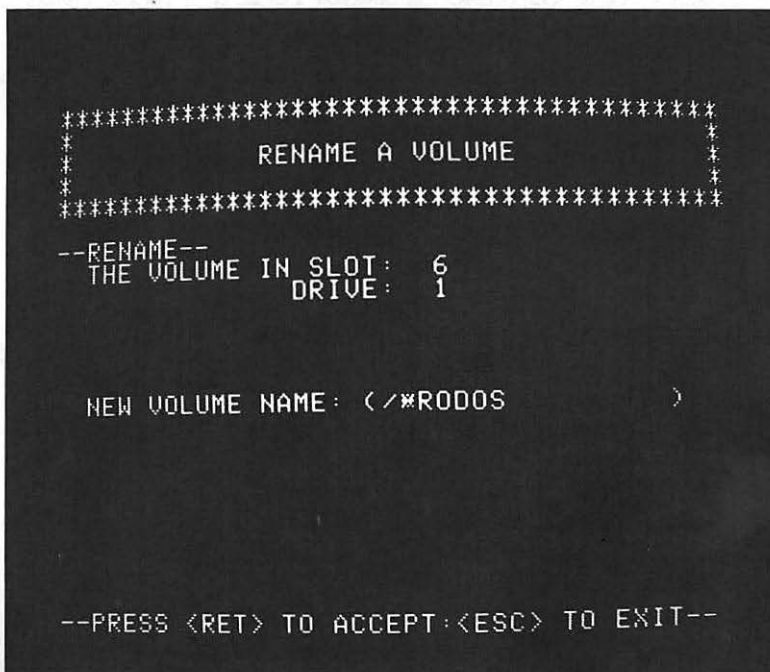 ****************************************
* RENAME A VOLUME *
****************************************
--RENAME--
THE VOLUME IN SLOT: 6
DRIVE: 1
NEW VOLUME NAME: (/*RODOS )
--PRESS <RET> TO ACCEPT:<ESC> TO EXIT--